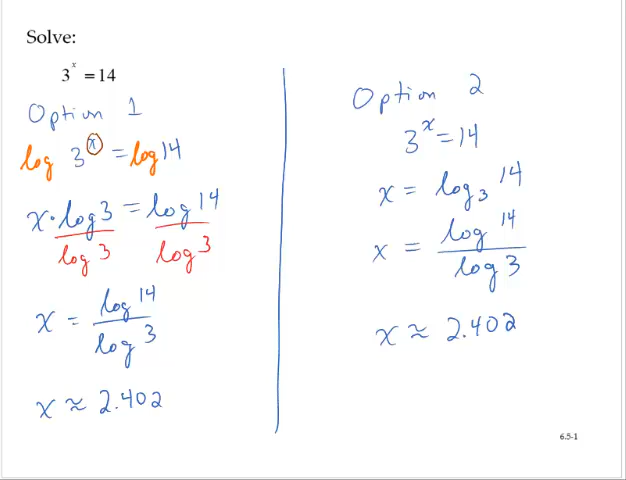 Solve:
3^x = 14
Option 1
log 3^x = log 14
x · log 3 = log 14
log 3 log 3
x = log 14 / log 3
x ≈ 2.402
Option 2
3^x = 14
x = log₃ 14
x = log 14 / log 3
x ≈ 2.402
6.5-1